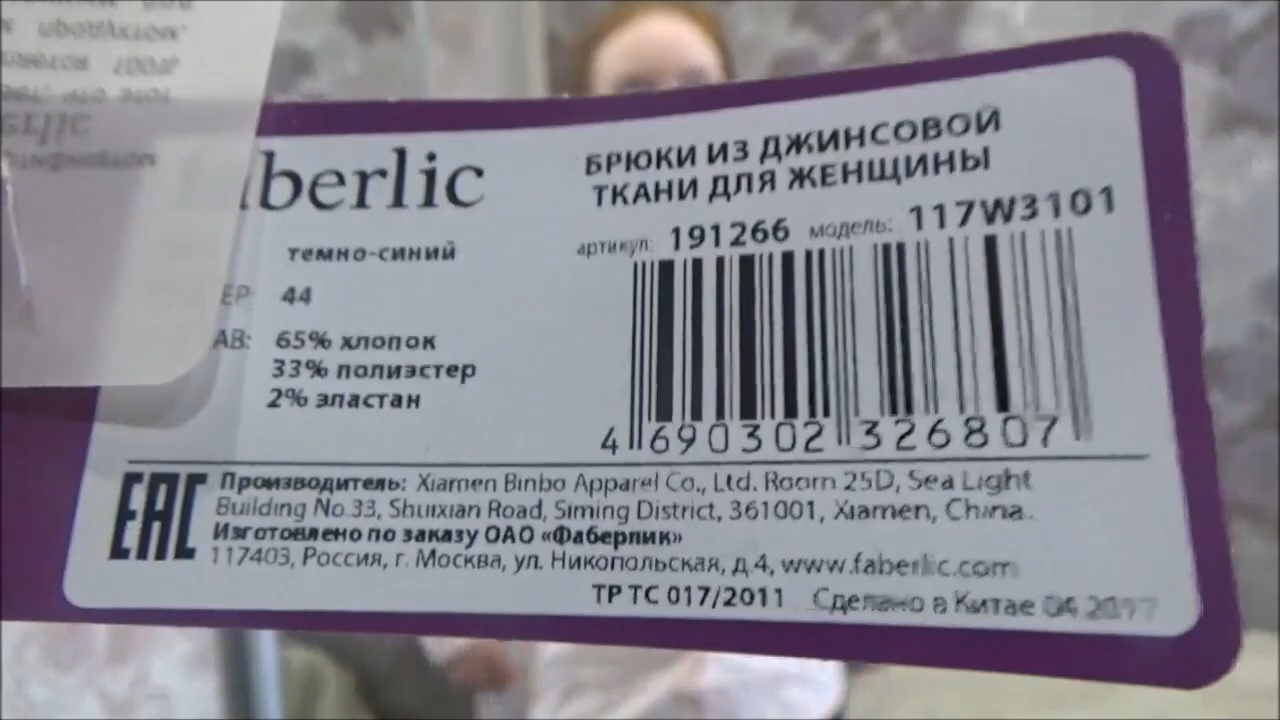 faberlic
БРЮКИ ИЗ ДЖИНСОВОЙ
ТКАНИ ДЛЯ ЖЕНЩИНЫ
артикул: 191266 модель: 117W3101
темно-синий
ЕР: 44
АВ: 65% хлопок
33% полиэстер
2% эластан
4 690302 326807
EAC
Производитель: Xiamen Binbo Apparel Co., Ltd. Room 25D, Sea Light
Building No.33, Shuixian Road, Siming District, 361001, Xiamen, China.
Изготовлено по заказу ОАО «Фаберлик»
117403, Россия, г. Москва, ул. Никопольская, д.4, www.faberlic.com
ТР ТС 017/2011 Сделано в Китае